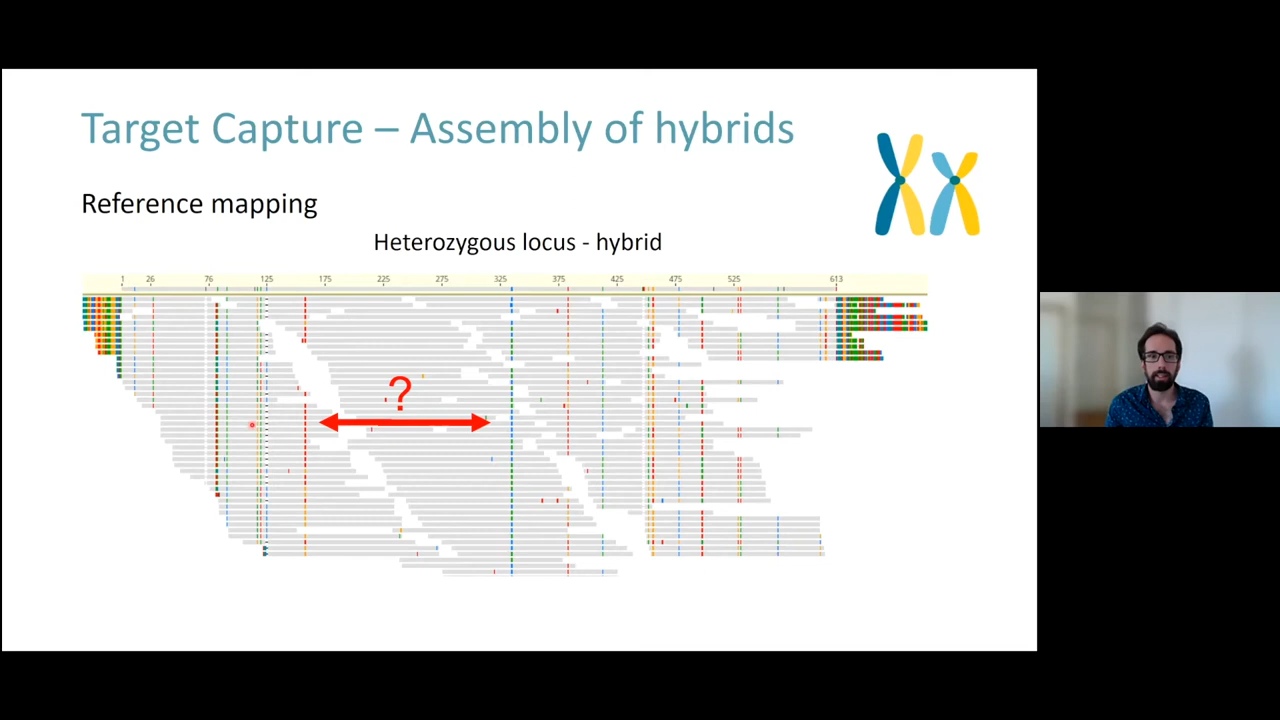 Target Capture – Assembly of hybrids
Reference mapping
Heterozygous locus - hybrid
1 26 76 125 175 225 275 325 375 425 475 525 613
?